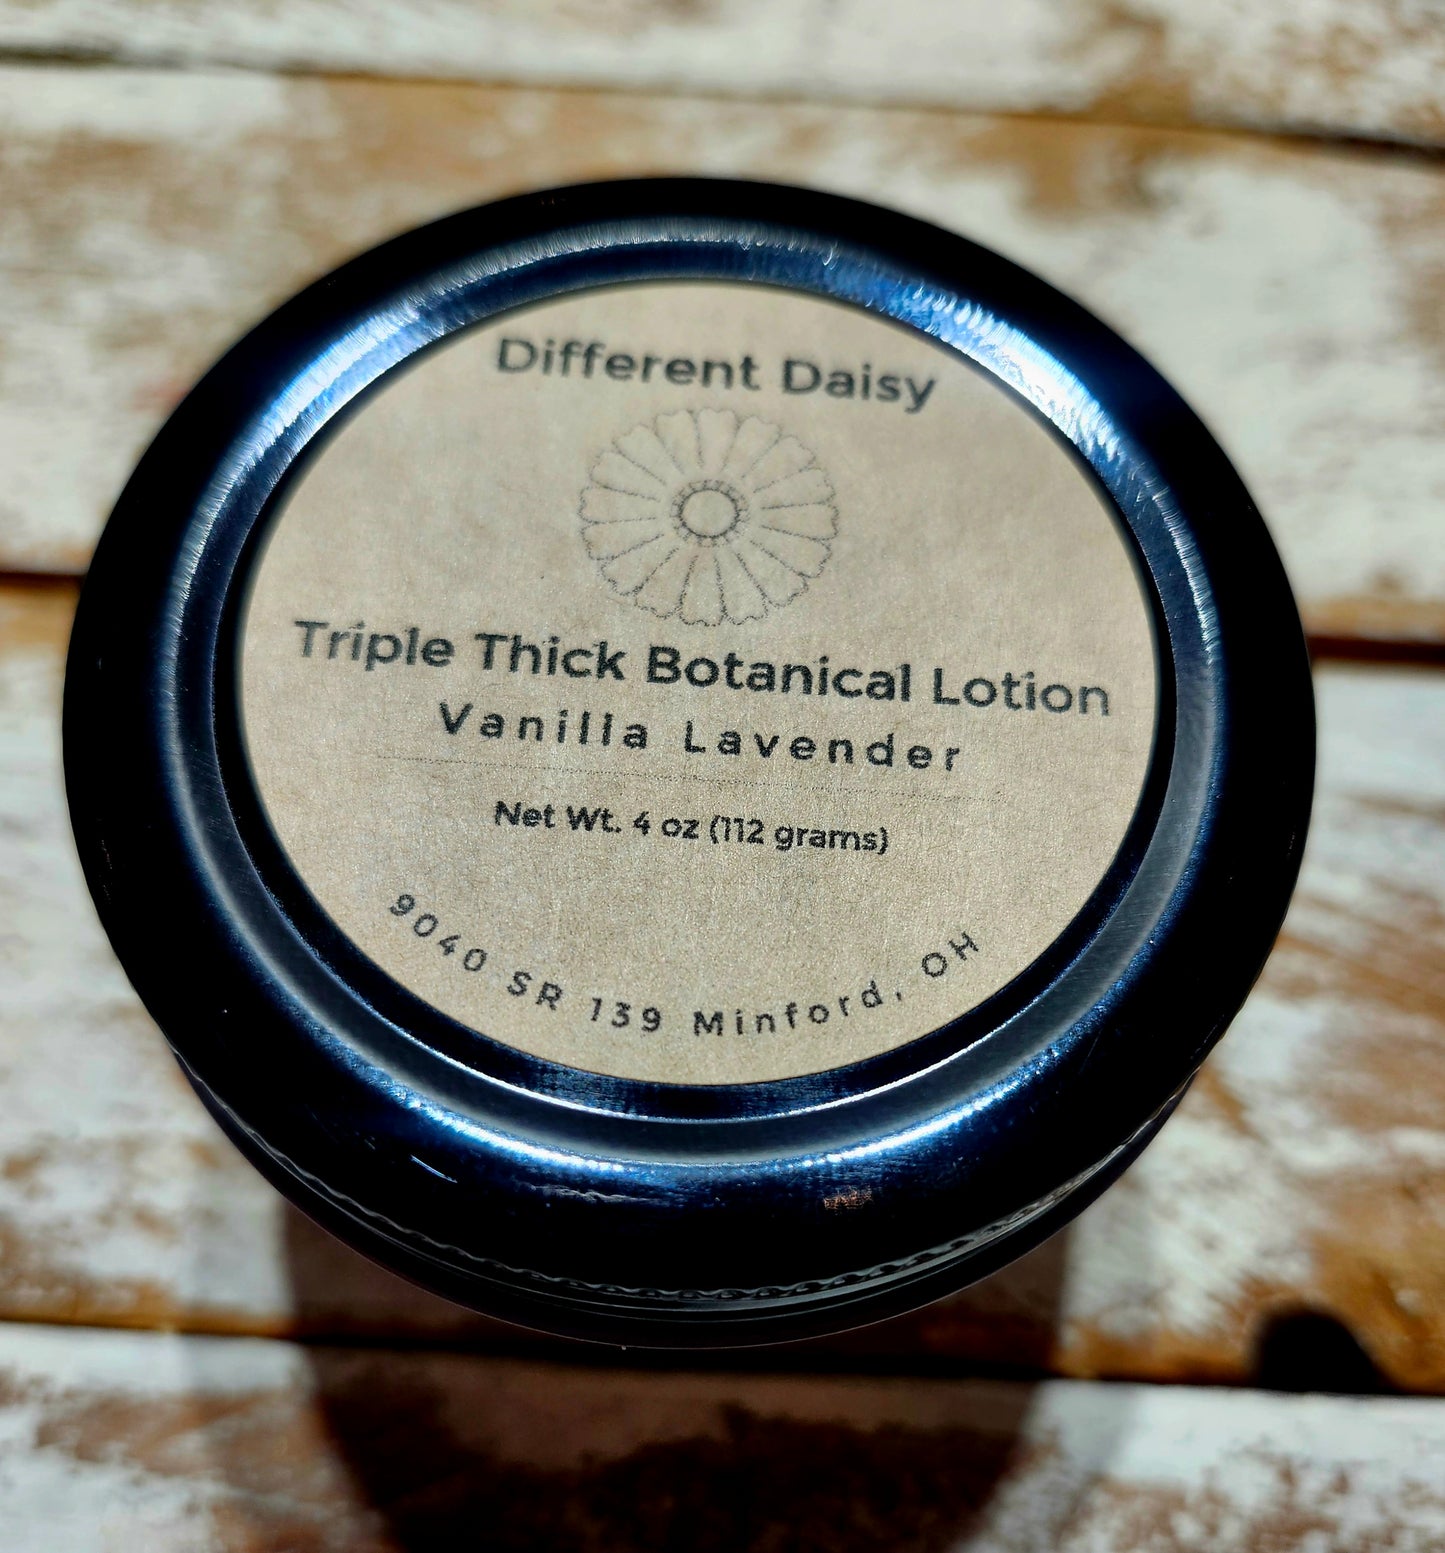 Different Daisy
Triple Thick Botanical Lotion
Vanilla Lavender
Net Wt. 4 oz (112 grams)
9040 SR 139 Minford, OH